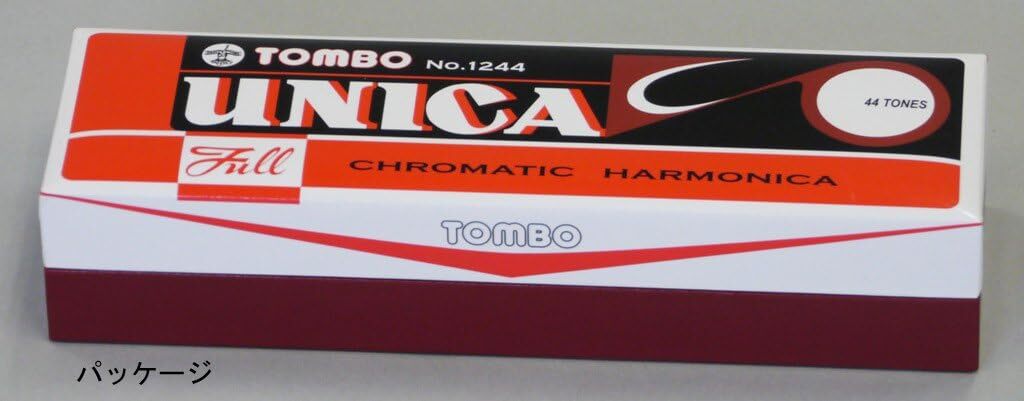 TOMBO No.1244
UNICA
44 TONES
Full
CHROMATIC HARMONICA
TOMBO
パッケージ